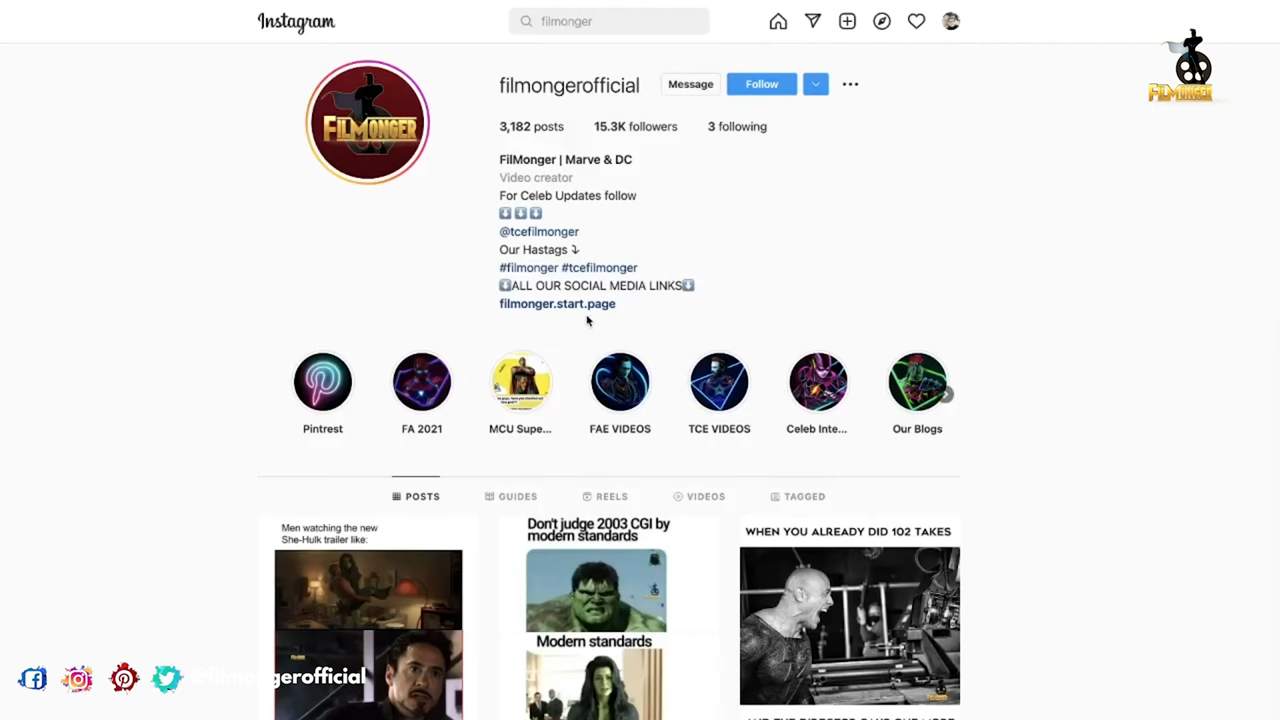 Instagram
filmonger
FILMONGER
FILMONGER
filmongerofficial
Message
Follow
3,182 posts 15.3K followers 3 following
FilMonger | Marve & DC
Video creator
For Celeb Updates follow
⬇️⬇️⬇️
@tcefilmonger
Our Hastags ⤵
#filmonger #tcefilmonger
⬇️ALL OUR SOCIAL MEDIA LINKS⬇️
filmonger.start.page
Pintrest
FA 2021
MCU Supe...
FAE VIDEOS
TCE VIDEOS
Celeb Inte...
Our Blogs
POSTS
GUIDES
REELS
VIDEOS
TAGGED
Men watching the new
She-Hulk trailer like:
Don't judge 2003 CGI by
modern standards
Modern standards
WHEN YOU ALREADY DID 102 TAKES
@filmongerofficial